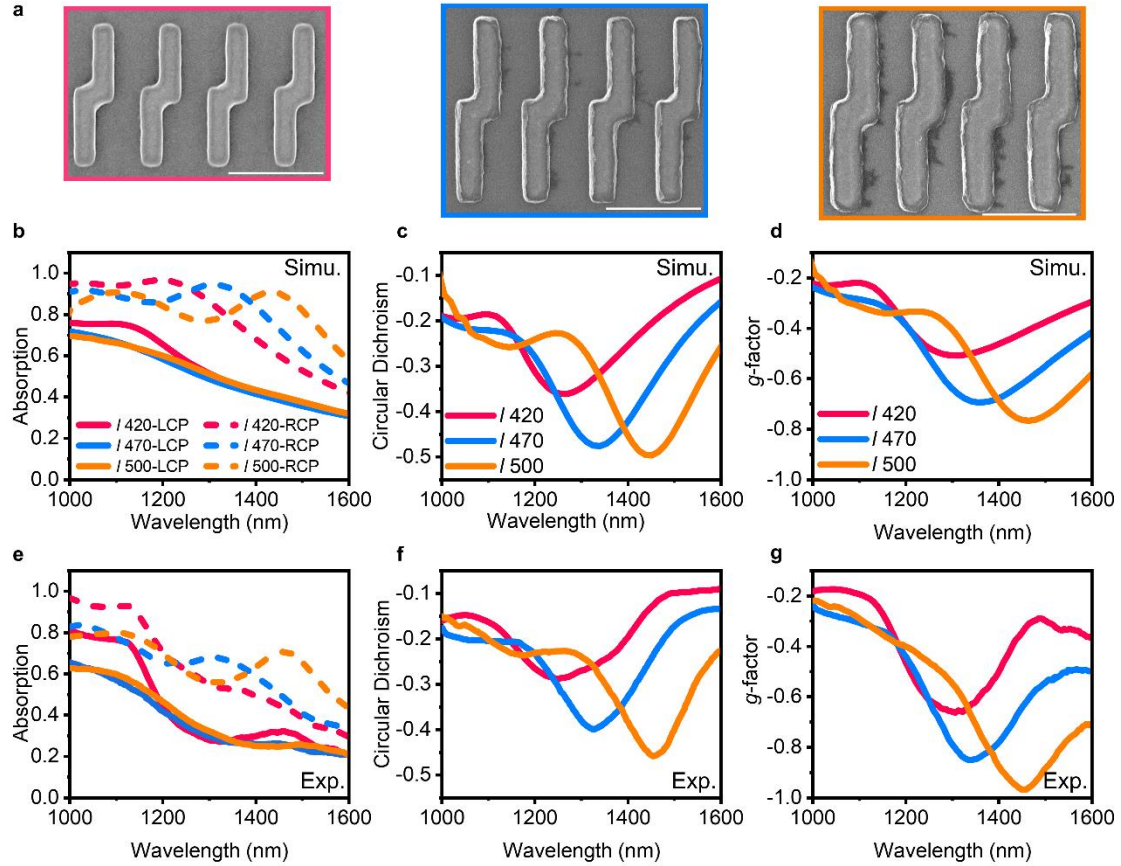 a
b
c
d
Simu.
Simu.
Simu.
1.0
0.8
0.6
0.4
0.2
0.0
Absorption
l 420-LCP
l 420-RCP
l 470-LCP
l 470-RCP
l 500-LCP
l 500-RCP
1000 1200 1400 1600
Wavelength (nm)
-0.1
-0.2
-0.3
-0.4
-0.5
Circular Dichroism
l 420
l 470
l 500
1000 1200 1400 1600
Wavelength (nm)
-0.2
-0.4
-0.6
-0.8
-1.0
g-factor
l 420
l 470
l 500
1000 1200 1400 1600
Wavelength (nm)
e
f
g
1.0
0.8
0.6
0.4
0.2
0.0
Absorption
Exp.
1000 1200 1400 1600
Wavelength (nm)
-0.1
-0.2
-0.3
-0.4
-0.5
Circular Dichroism
Exp.
1000 1200 1400 1600
Wavelength (nm)
-0.2
-0.4
-0.6
-0.8
-1.0
g-factor
Exp.
1000 1200 1400 1600
Wavelength (nm)